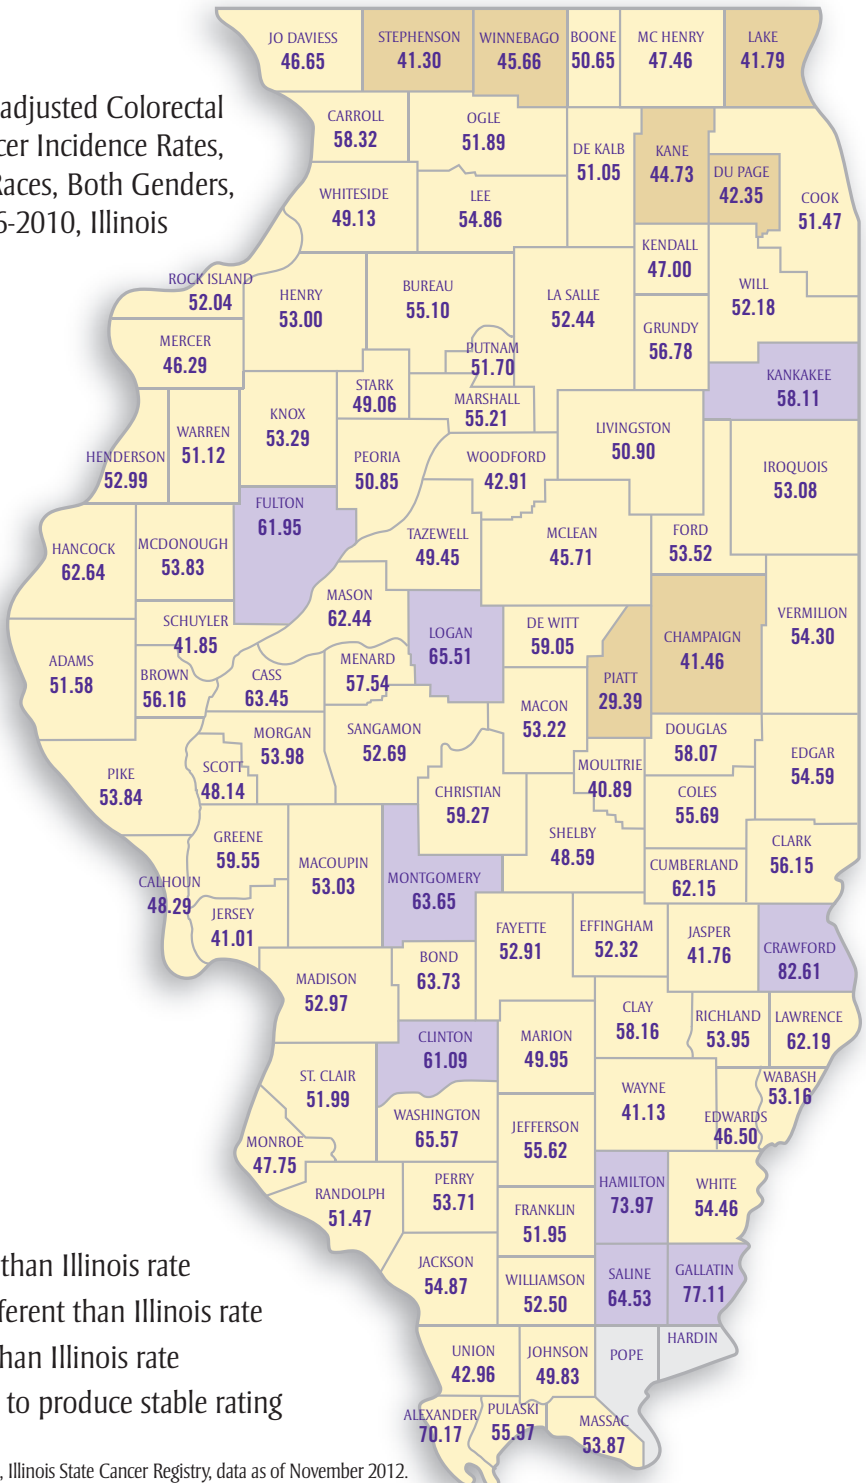 JO DAVIESS
46.65
STEPHENSON
41.30
WINNEBAGO
45.66
BOONE
50.65
MC HENRY
47.46
LAKE
41.79
adjusted Colorectal
cer Incidence Rates,
Races, Both Genders,
6-2010, Illinois
CARROLL
58.32
OGLE
51.89
DE KALB
51.05
KANE
44.73
DU PAGE
42.35
COOK
51.47
WHITESIDE
49.13
LEE
54.86
KENDALL
47.00
WILL
52.18
ROCK ISLAND
52.04
HENRY
53.00
BUREAU
55.10
LA SALLE
52.44
GRUNDY
56.78
MERCER
46.29
PUTNAM
51.70
KANKAKEE
58.11
STARK
49.06
MARSHALL
55.21
KNOX
53.29
WARREN
51.12
HENDERSON
52.99
PEORIA
50.85
WOODFORD
42.91
LIVINGSTON
50.90
IROQUOIS
53.08
FULTON
61.95
TAZEWELL
49.45
MCLEAN
45.71
FORD
53.52
HANCOCK
62.64
MCDONOUGH
53.83
MASON
62.44
SCHUYLER
41.85
LOGAN
65.51
DE WITT
59.05
CHAMPAIGN
41.46
VERMILION
54.30
ADAMS
51.58
BROWN
56.16
CASS
63.45
MENARD
57.54
PIATT
29.39
MACON
53.22
MORGAN
53.98
SANGAMON
52.69
DOUGLAS
58.07
EDGAR
54.59
PIKE
53.84
SCOTT
48.14
CHRISTIAN
59.27
MOULTRIE
40.89
COLES
55.69
GREENE
59.55
MACOUPIN
53.03
SHELBY
48.59
CLARK
56.15
CALHOUN
48.29
MONTGOMERY
63.65
CUMBERLAND
62.15
JERSEY
41.01
FAYETTE
52.91
EFFINGHAM
52.32
JASPER
41.76
CRAWFORD
82.61
BOND
63.73
MADISON
52.97
CLAY
58.16
RICHLAND
53.95
LAWRENCE
62.19
CLINTON
61.09
MARION
49.95
ST. CLAIR
51.99
WAYNE
41.13
WABASH
53.16
EDWARDS
46.50
WASHINGTON
65.57
JEFFERSON
55.62
MONROE
47.75
RANDOLPH
51.47
PERRY
53.71
HAMILTON
73.97
WHITE
54.46
FRANKLIN
51.95
than Illinois rate
JACKSON
54.87
WILLIAMSON
52.50
SALINE
64.53
GALLATIN
77.11
ferent than Illinois rate
than Illinois rate
UNION
42.96
JOHNSON
49.83
POPE
HARDIN
to produce stable rating
ALEXANDER
70.17
PULASKI
55.97
MASSAC
53.87
, Illinois State Cancer Registry, data as of November 2012.